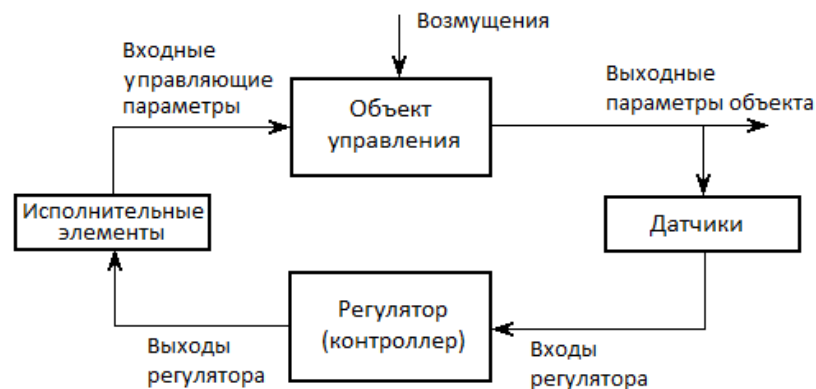 Возмущения
Входные
управляющие
параметры
Объект
управления
Выходные
параметры объекта
Исполнительные
элементы
Датчики
Регулятор
(контроллер)
Выходы
регулятора
Входы
регулятора